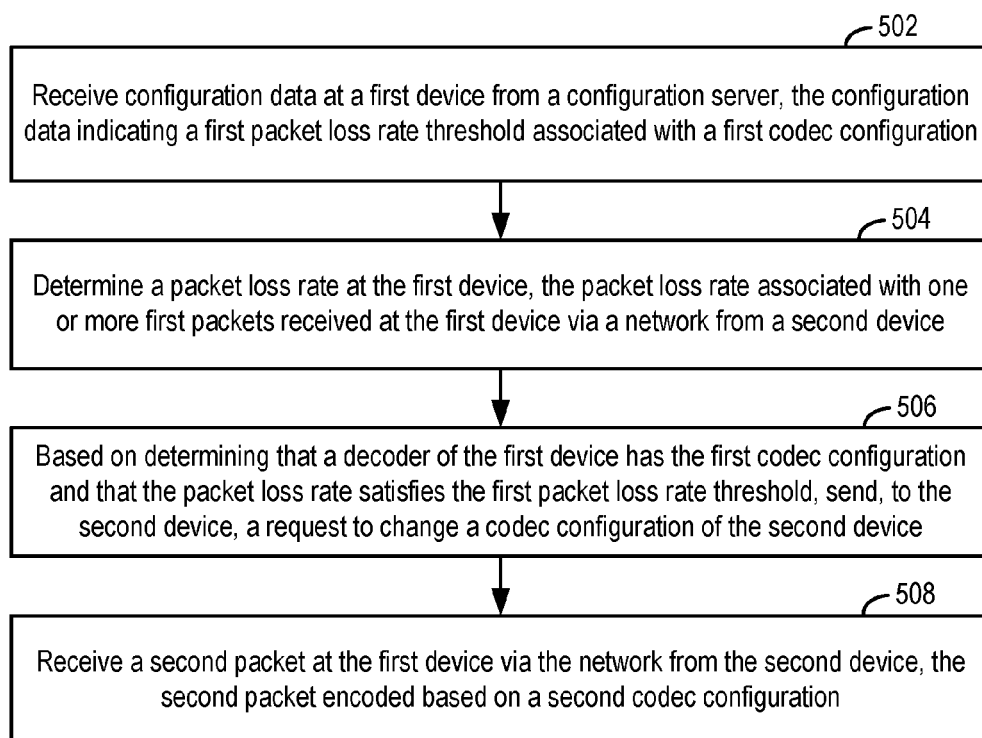 502
Receive configuration data at a first device from a configuration server, the configuration
data indicating a first packet loss rate threshold associated with a first codec configuration
504
Determine a packet loss rate at the first device, the packet loss rate associated with one
or more first packets received at the first device via a network from a second device
506
Based on determining that a decoder of the first device has the first codec configuration
and that the packet loss rate satisfies the first packet loss rate threshold, send, to the
second device, a request to change a codec configuration of the second device
508
Receive a second packet at the first device via the network from the second device, the
second packet encoded based on a second codec configuration